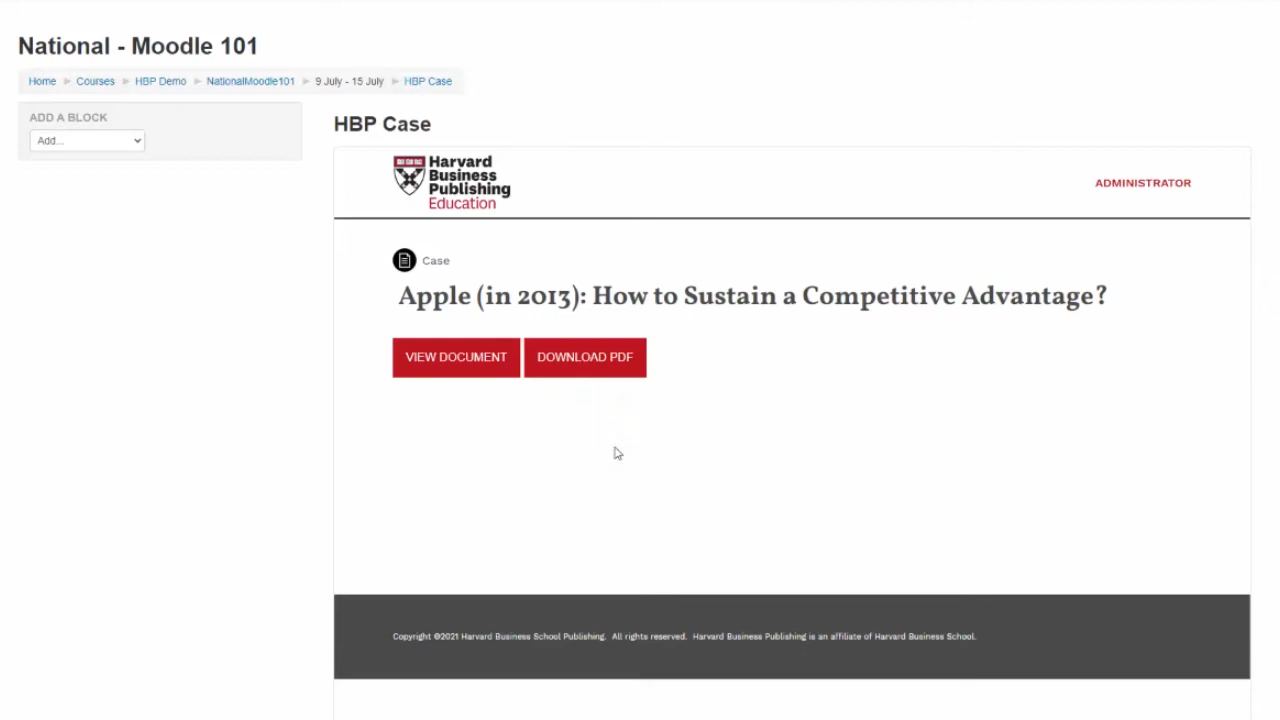 National - Moodle 101
Home Courses HBP Demo NationalMoodle101 9 July - 15 July HBP Case
ADD A BLOCK
Add...
HBP Case
Harvard
Business
Publishing
Education
ADMINISTRATOR
Case
Apple (in 2013): How to Sustain a Competitive Advantage?
VIEW DOCUMENT DOWNLOAD PDF
Copyright ©2021 Harvard Business School Publishing. All rights reserved. Harvard Business Publishing is an affiliate of Harvard Business School.